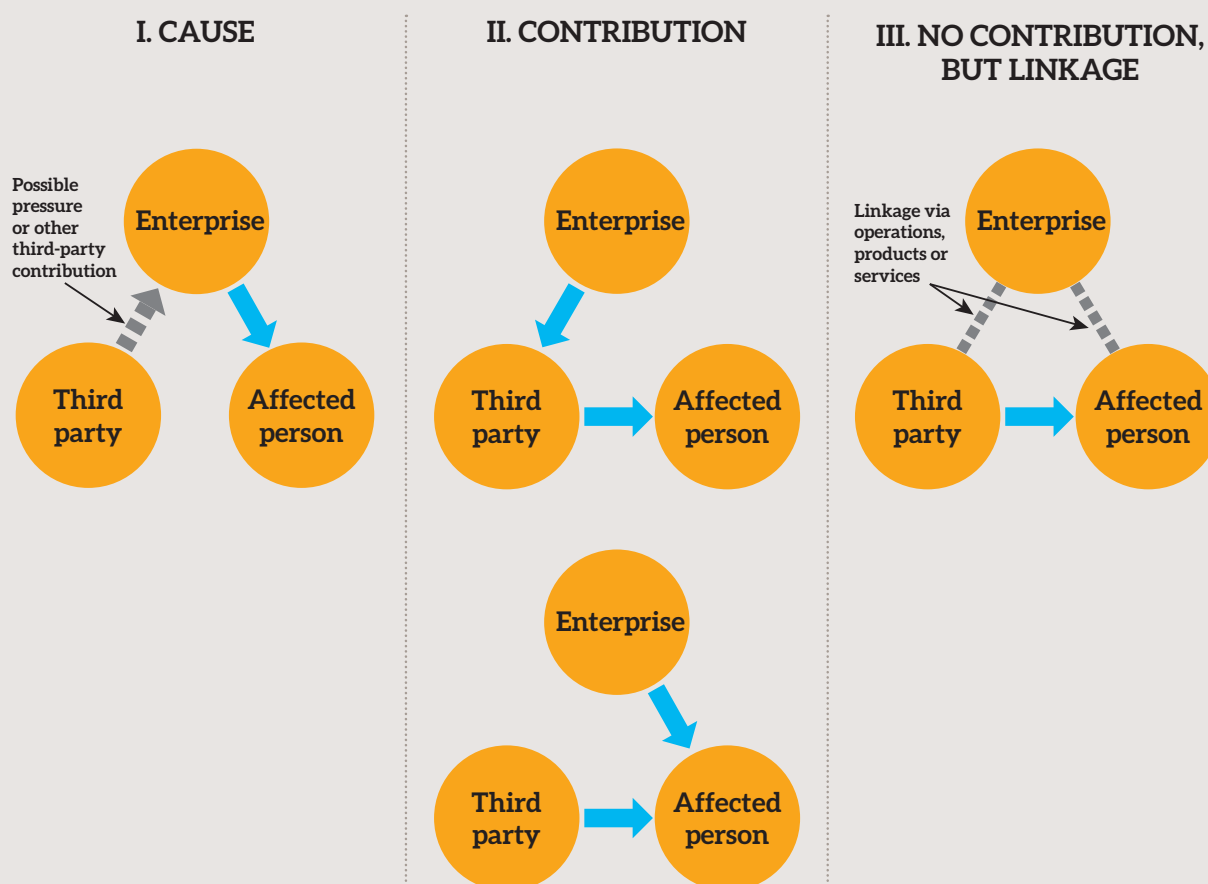 I. CAUSE
Possible
pressure
or other
third-party
contribution
Enterprise
Third
party
Affected
person
II. CONTRIBUTION
Enterprise
Third
party
Affected
person
Enterprise
Third
party
Affected
person
III. NO CONTRIBUTION,
BUT LINKAGE
Linkage via
operations,
products or
services
Enterprise
Third
party
Affected
person